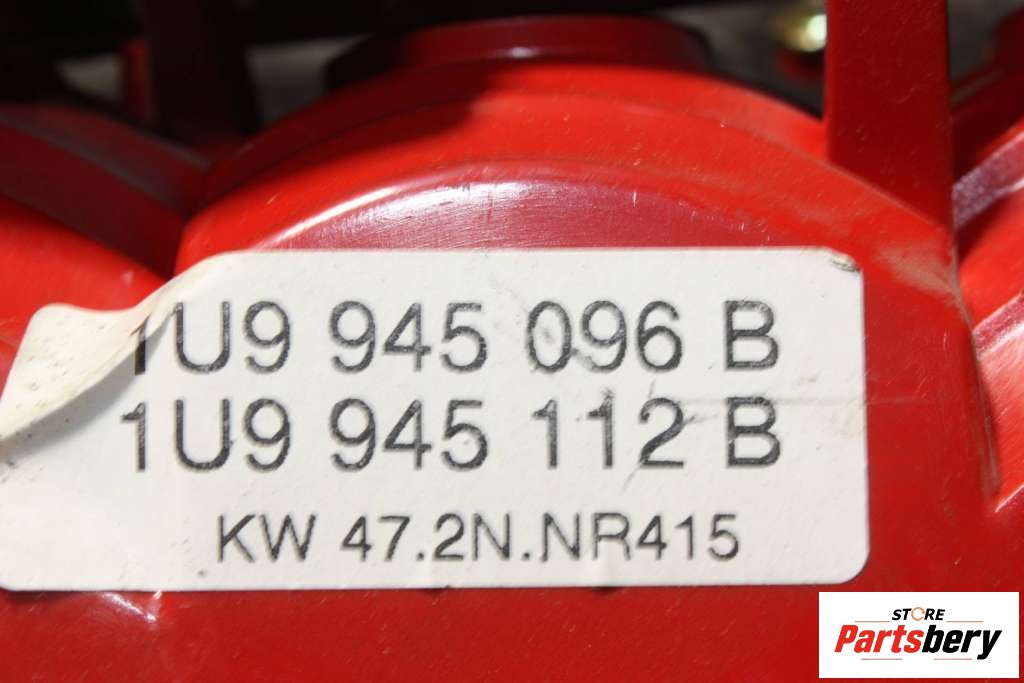 1U9 945 096 B
1U9 945 112 B
KW 47.2N.NR415
STORE
Partsbery